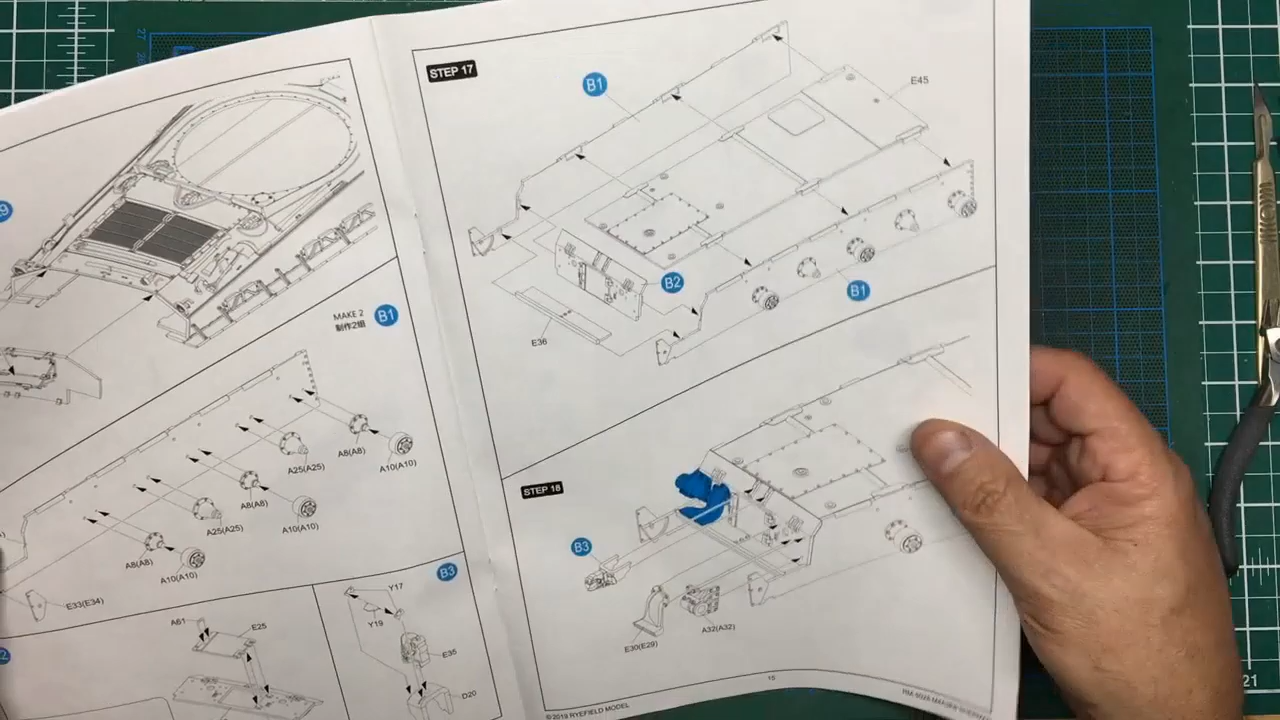 STEP 17
B1
E45
B2
B1
E36
STEP 18
B3
E30(E29)
A32(A32)
15
©2019 RYEFIELD MODEL
MAKE 2
制作2组
B1
A25(A25)
A8(A8)
A10(A10)
A8(A8)
A25(A25)
A10(A10)
A8(A8)
A10(A10)
E33(E34)
A61
E25
B3
Y17
Y19
E35
D20
27
21